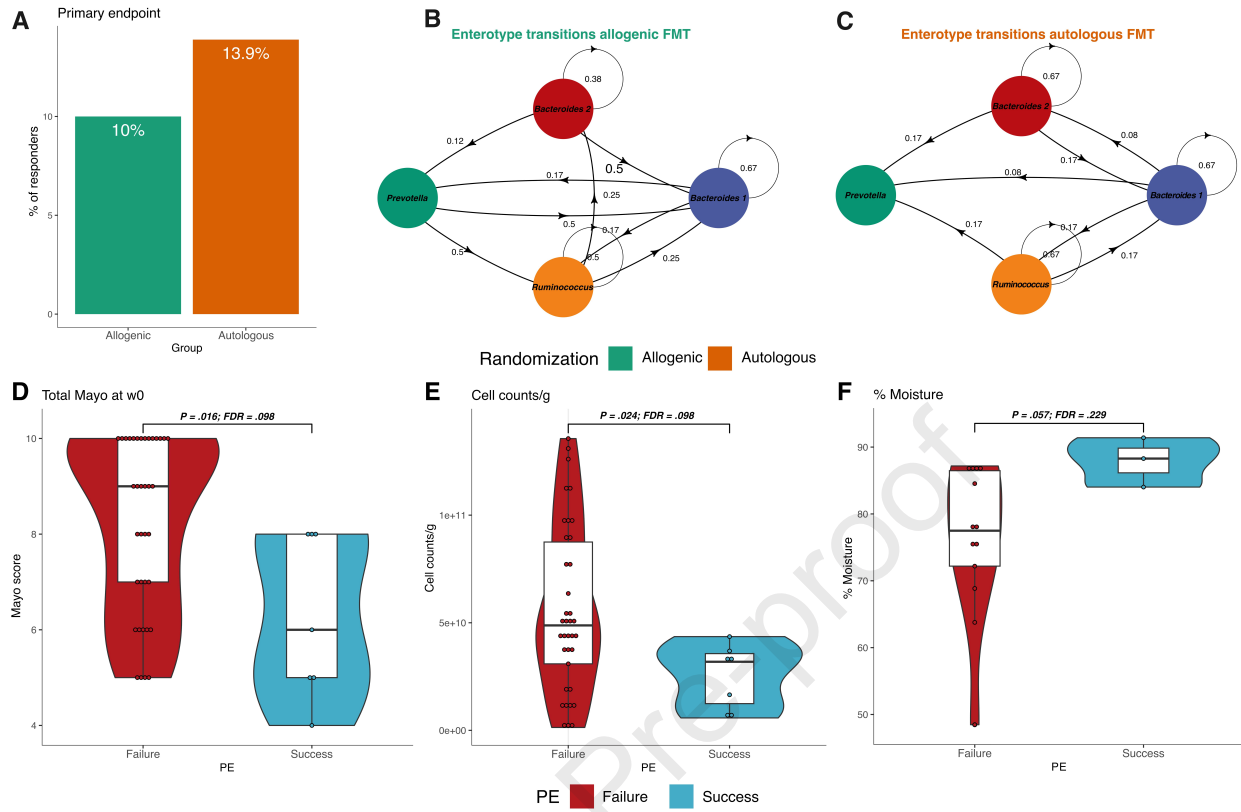 A
Primary endpoint
% of responders
10
5
0
10%
13.9%
Allogenic
Autologous
Group
B
Enterotype transitions allogenic FMT
0.38
Bacteroides 2
0.12
0.5
0.67
0.17
Prevotella
0.25
Bacteroides 1
0.5
0.17
0.5
0.5
0.25
Ruminococcus
C
Enterotype transitions autologous FMT
0.67
Bacteroides 2
0.17
0.08
0.17
0.67
0.08
Prevotella
Bacteroides 1
0.17
0.17
0.67
0.17
Ruminococcus
Randomization Allogenic Autologous
D
Total Mayo at w0
P = .016; FDR = .098
Mayo score
10
8
6
4
Failure
Success
PE
E
Cell counts/g
P = .024; FDR = .098
Cell counts/g
1e+11
5e+10
0e+00
Failure
Success
PE
F
% Moisture
P = .057; FDR = .229
% Moisture
90
80
70
60
50
Failure
Success
PE
PE Failure Success
Pre-proof